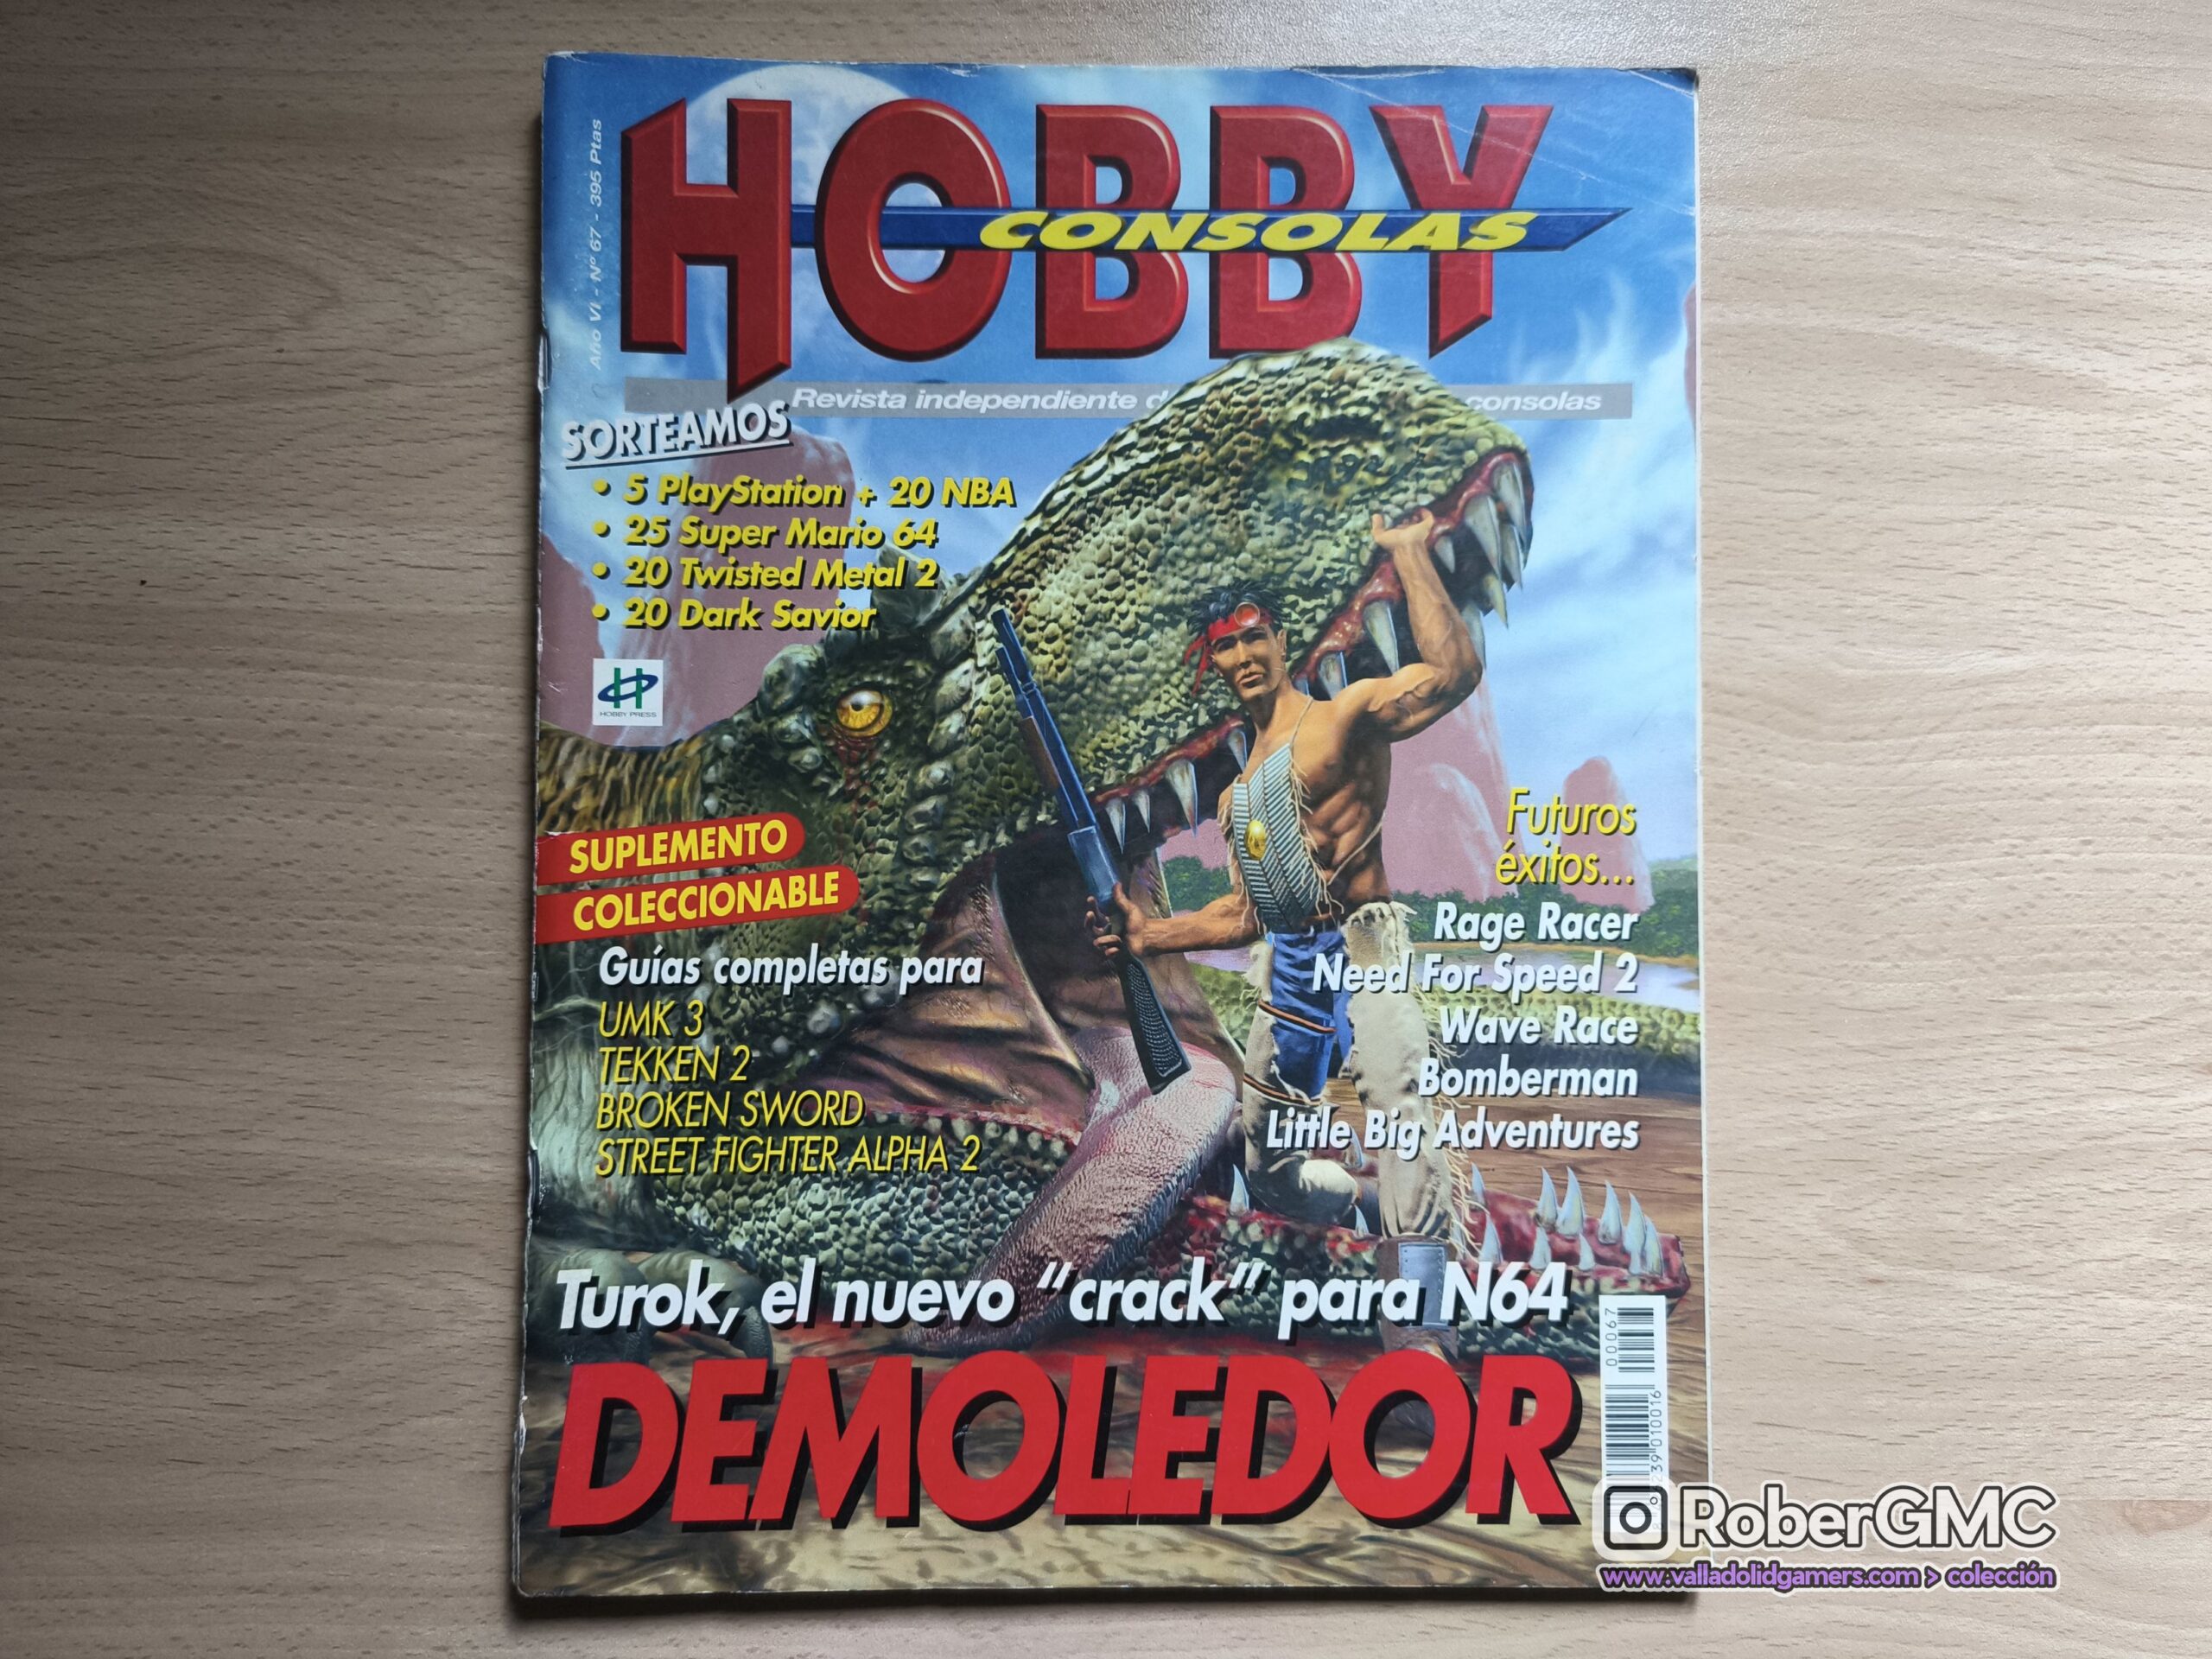 Año VI - Nº 67 - 395 Ptas
HOBBY
CONSOLAS
Revista independiente d consolas
SORTEAMOS
• 5 PlayStation + 20 NBA
• 25 Super Mario 64
• 20 Twisted Metal 2
• 20 Dark Savior
HOBBY PRESS
SUPLEMENTO
COLECCIONABLE
Guías completas para
UMK 3
TEKKEN 2
BROKEN SWORD
STREET FIGHTER ALPHA 2
Futuros
éxitos...
Rage Racer
Need For Speed 2
Wave Race
Bomberman
Little Big Adventures
Turok, el nuevo “crack” para N64
DEMOLEDOR
00067
RoberGMC
www.valladolidgamers.com > colección